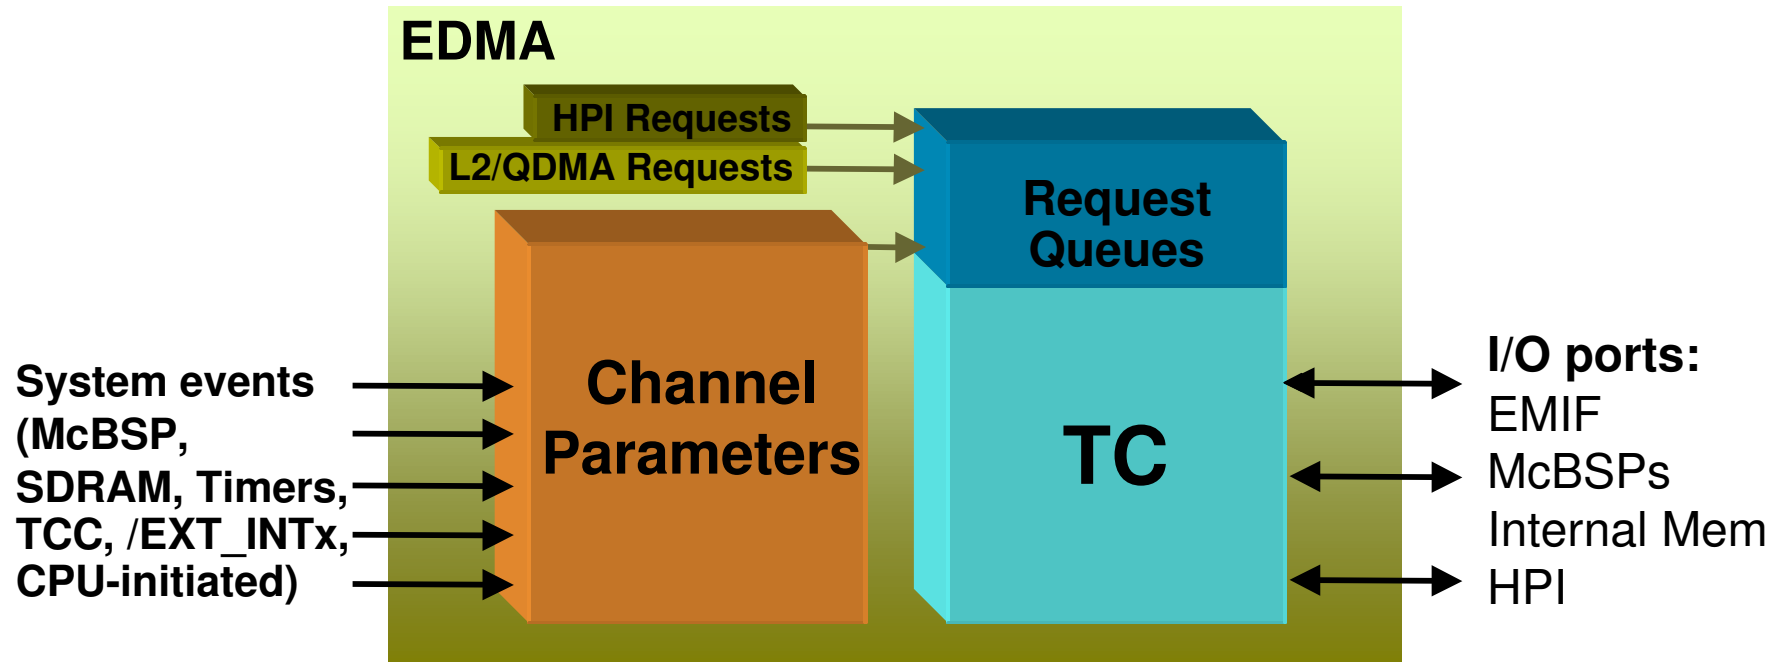 EDMA
HPI Requests
L2/QDMA Requests
Request
Queues
Channel
Parameters
TC
System events
(McBSP,
SDRAM, Timers,
TCC, /EXT_INTx,
CPU-initiated)
I/O ports:
EMIF
McBSPs
Internal Mem
HPI